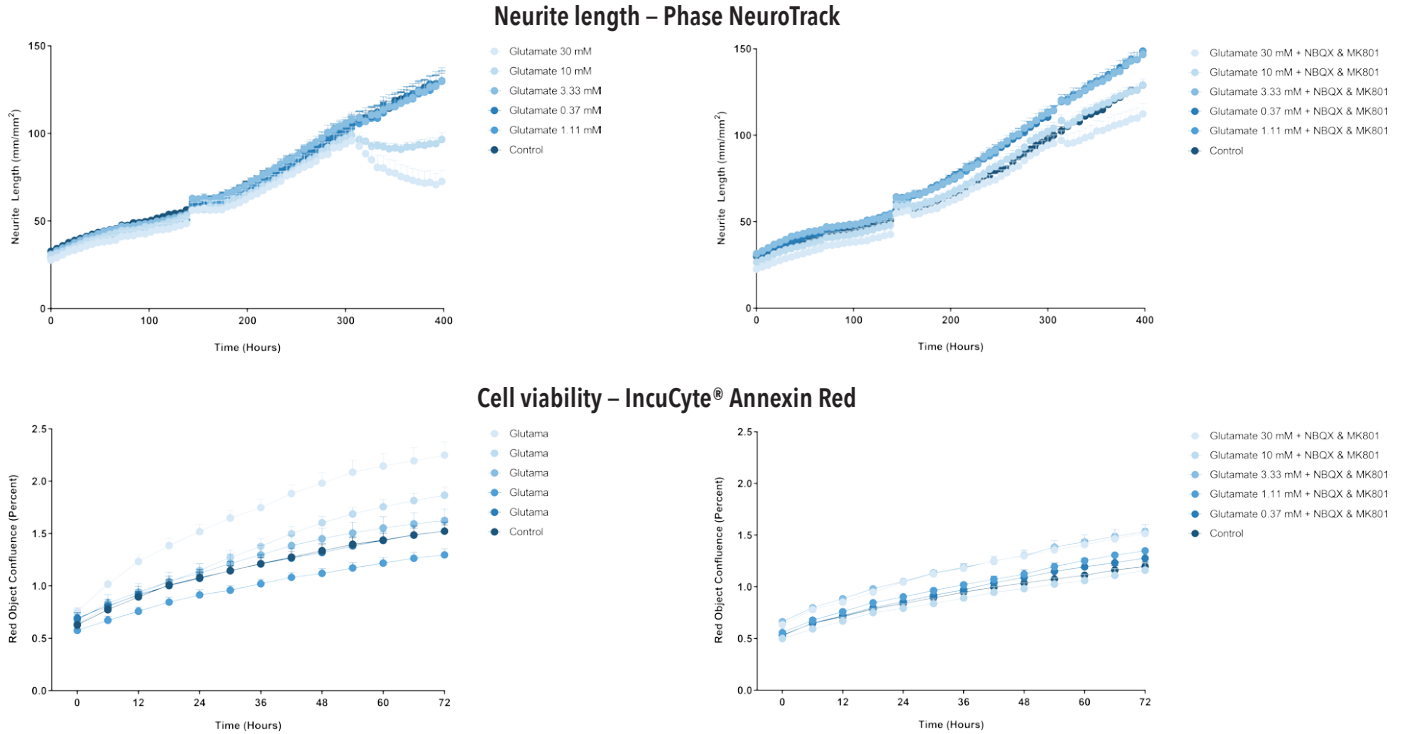 Neurite length – Phase NeuroTrack
150
100
50
0
0
100
200
300
400
Neurite Length (mm/mm²)
Time (Hours)
Glutamate 30 mM
Glutamate 10 mM
Glutamate 3.33 mM
Glutamate 0.37 mM
Glutamate 1.11 mM
Control
150
100
50
0
0
100
200
300
400
Neurite Length (mm/mm²)
Time (Hours)
Glutamate 30 mM + NBQX & MK801
Glutamate 10 mM + NBQX & MK801
Glutamate 3.33 mM + NBQX & MK801
Glutamate 0.37 mM + NBQX & MK801
Glutamate 1.11 mM + NBQX & MK801
Control
Cell viability – IncuCyte® Annexin Red
2.5
2.0
1.5
1.0
0.5
0.0
0
12
24
36
48
60
72
Red Object Confluence (Percent)
Time (Hours)
Glutama
Glutama
Glutama
Glutama
Glutama
Control
2.5
2.0
1.5
1.0
0.5
0.0
0
12
24
36
48
60
72
Red Object Confluence (Percent)
Time (Hours)
Glutamate 30 mM + NBQX & MK801
Glutamate 10 mM + NBQX & MK801
Glutamate 3.33 mM + NBQX & MK801
Glutamate 1.11 mM + NBQX & MK801
Glutamate 0.37 mM + NBQX & MK801
Control